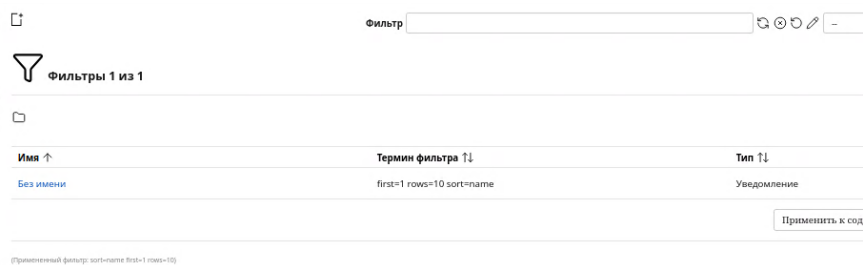 Фильтр
–
Фильтры 1 из 1
Имя Термин фильтра Тип
Без имени first=1 rows=10 sort=name Уведомление
Применить к сод
(Примененный фильтр: sort=name first=1 rows=10)